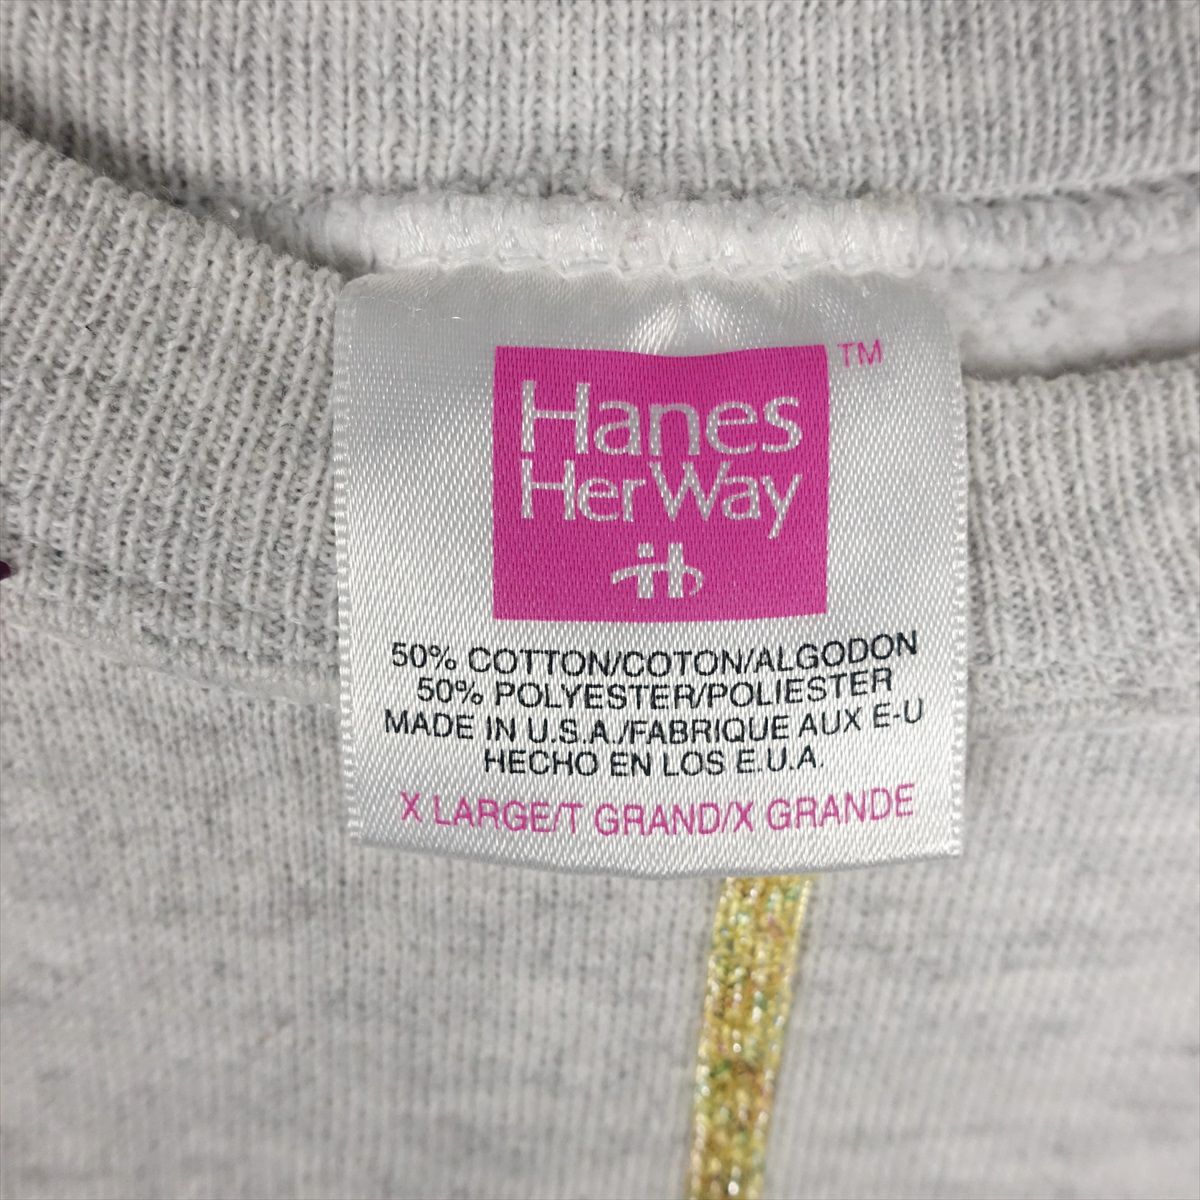 Hanes
HerWay
TM
50% COTTON/COTON/ALGODON
50% POLYESTER/POLIESTER
MADE IN U.S.A./FABRIQUE AUX E-U
HECHO EN LOS E.U.A.
X LARGE/T GRAND/X GRANDE